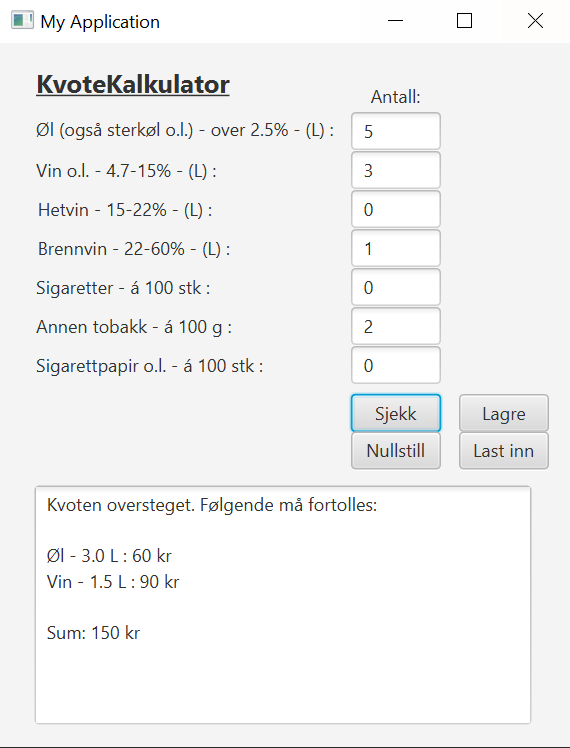 My Application
KvoteKalkulator
Antall:
Øl (også sterkøl o.l.) - over 2.5% - (L) : 5
Vin o.l. - 4.7-15% - (L) : 3
Hetvin - 15-22% - (L) : 0
Brennvin - 22-60% - (L) : 1
Sigaretter - á 100 stk : 0
Annen tobakk - á 100 g : 2
Sigarettpapir o.l. - á 100 stk : 0
Sjekk Lagre
Nullstill Last inn
Kvoten oversteget. Følgende må fortolles:
Øl - 3.0 L : 60 kr
Vin - 1.5 L : 90 kr
Sum: 150 kr